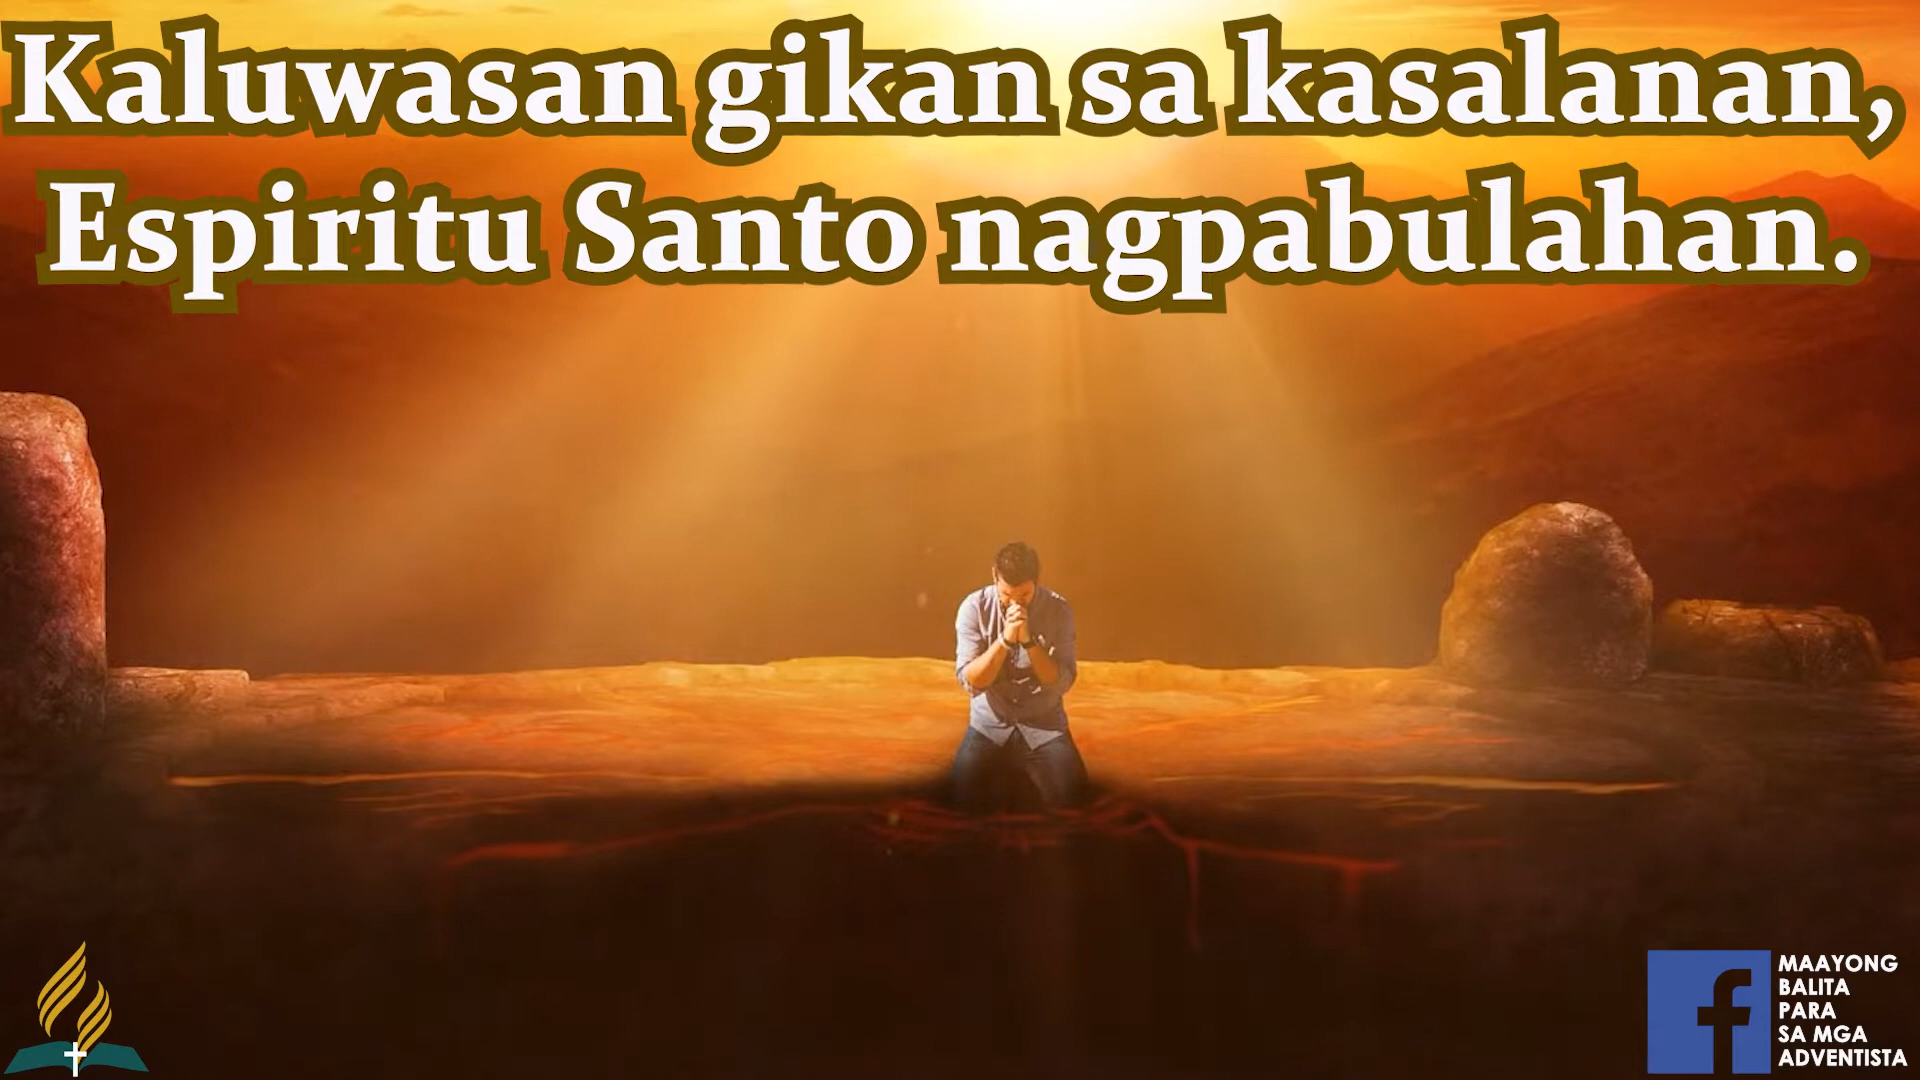 Kaluwasan gikan sa kasalanan,
Espiritu Santo nagpabulahan.
f
MAAYONG
BALITA
PARA
SA MGA
ADVENTISTA